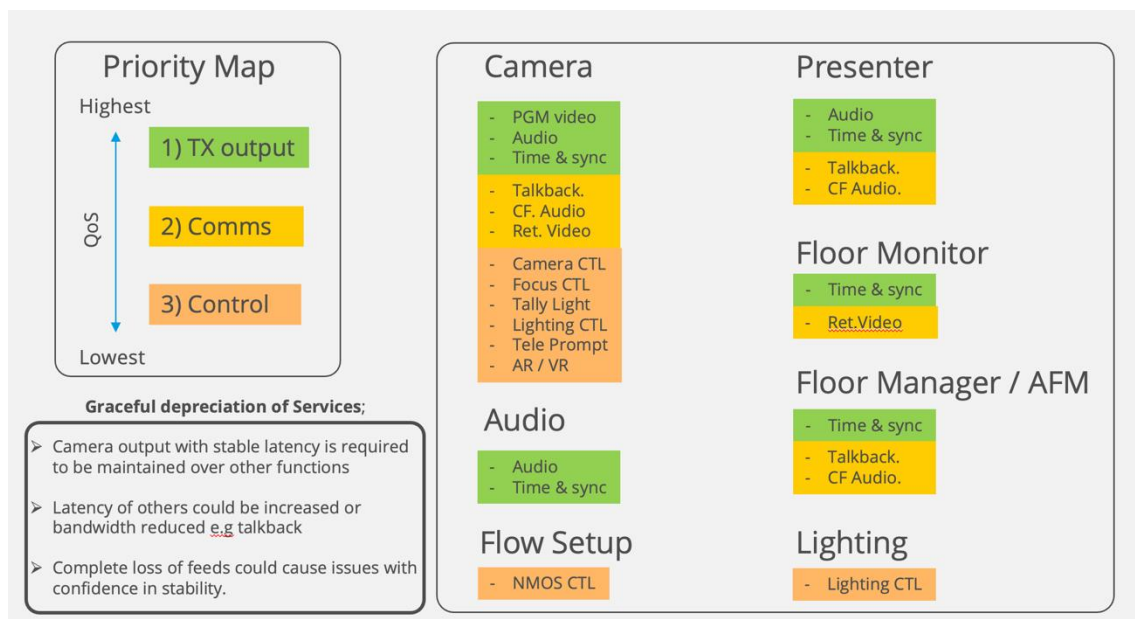 Priority Map
Highest
1) TX output
QoS
2) Comms
3) Control
Lowest
Graceful depreciation of Services;
➢ Camera output with stable latency is required
to be maintained over other functions
➢ Latency of others could be increased or
bandwidth reduced e.g talkback
➢ Complete loss of feeds could cause issues with
confidence in stability.
Camera
- PGM video
- Audio
- Time & sync
- Talkback.
- CF. Audio
- Ret. Video
- Camera CTL
- Focus CTL
- Tally Light
- Lighting CTL
- Tele Prompt
- AR / VR
Audio
- Audio
- Time & sync
Flow Setup
- NMOS CTL
Presenter
- Audio
- Time & sync
- Talkback.
- CF Audio.
Floor Monitor
- Time & sync
- Ret.Video
Floor Manager / AFM
- Time & sync
- Talkback.
- CF Audio.
Lighting
- Lighting CTL